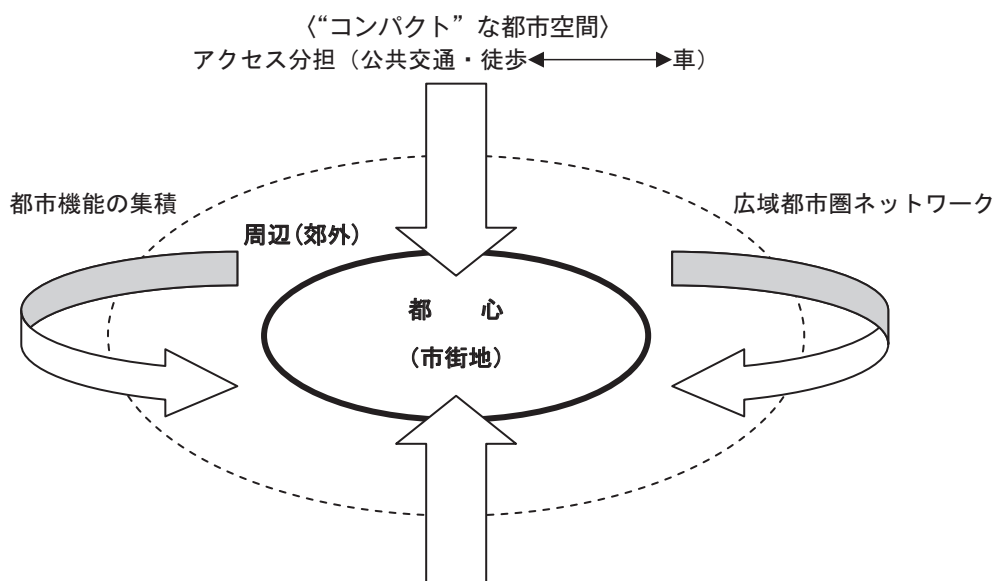 〈“コンパクト” な都市空間〉
アクセス分担（公共交通・徒歩 車）
都市機能の集積
広域都市圏ネットワーク
周辺（郊外）
都 心
（市街地）